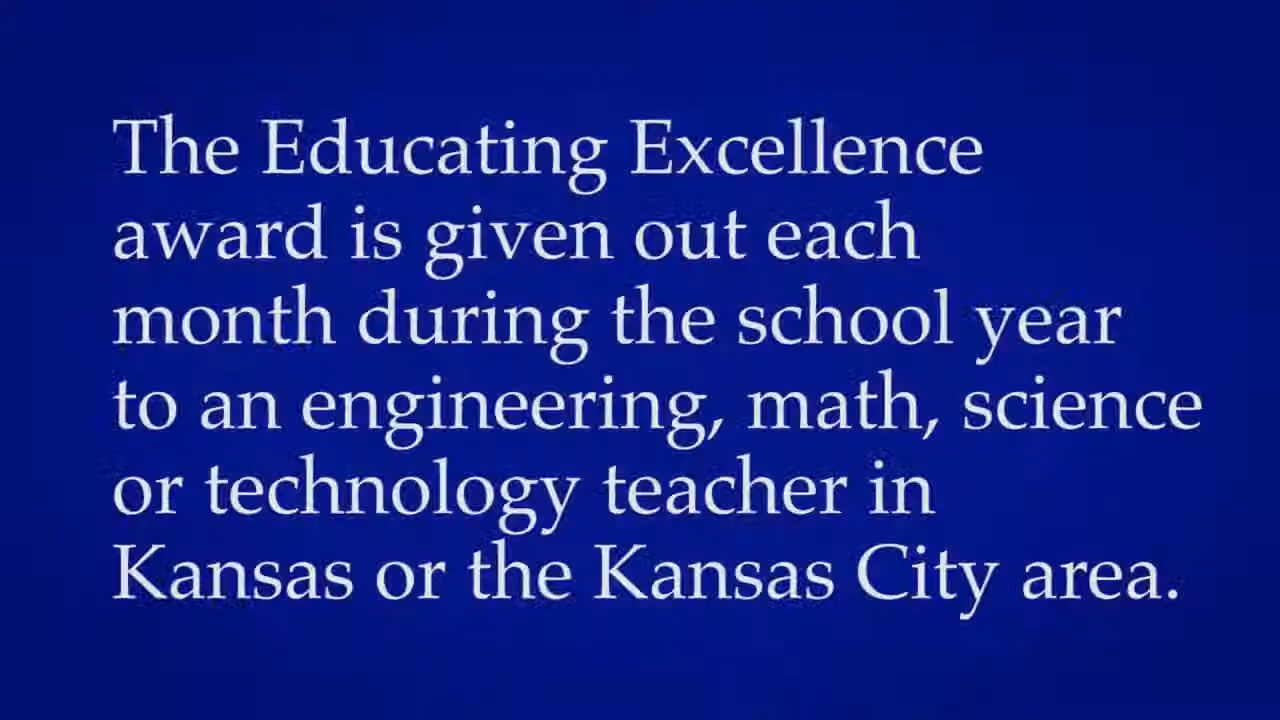 The Educating Excellence
award is given out each
month during the school year
to an engineering, math, science
or technology teacher in
Kansas or the Kansas City area.